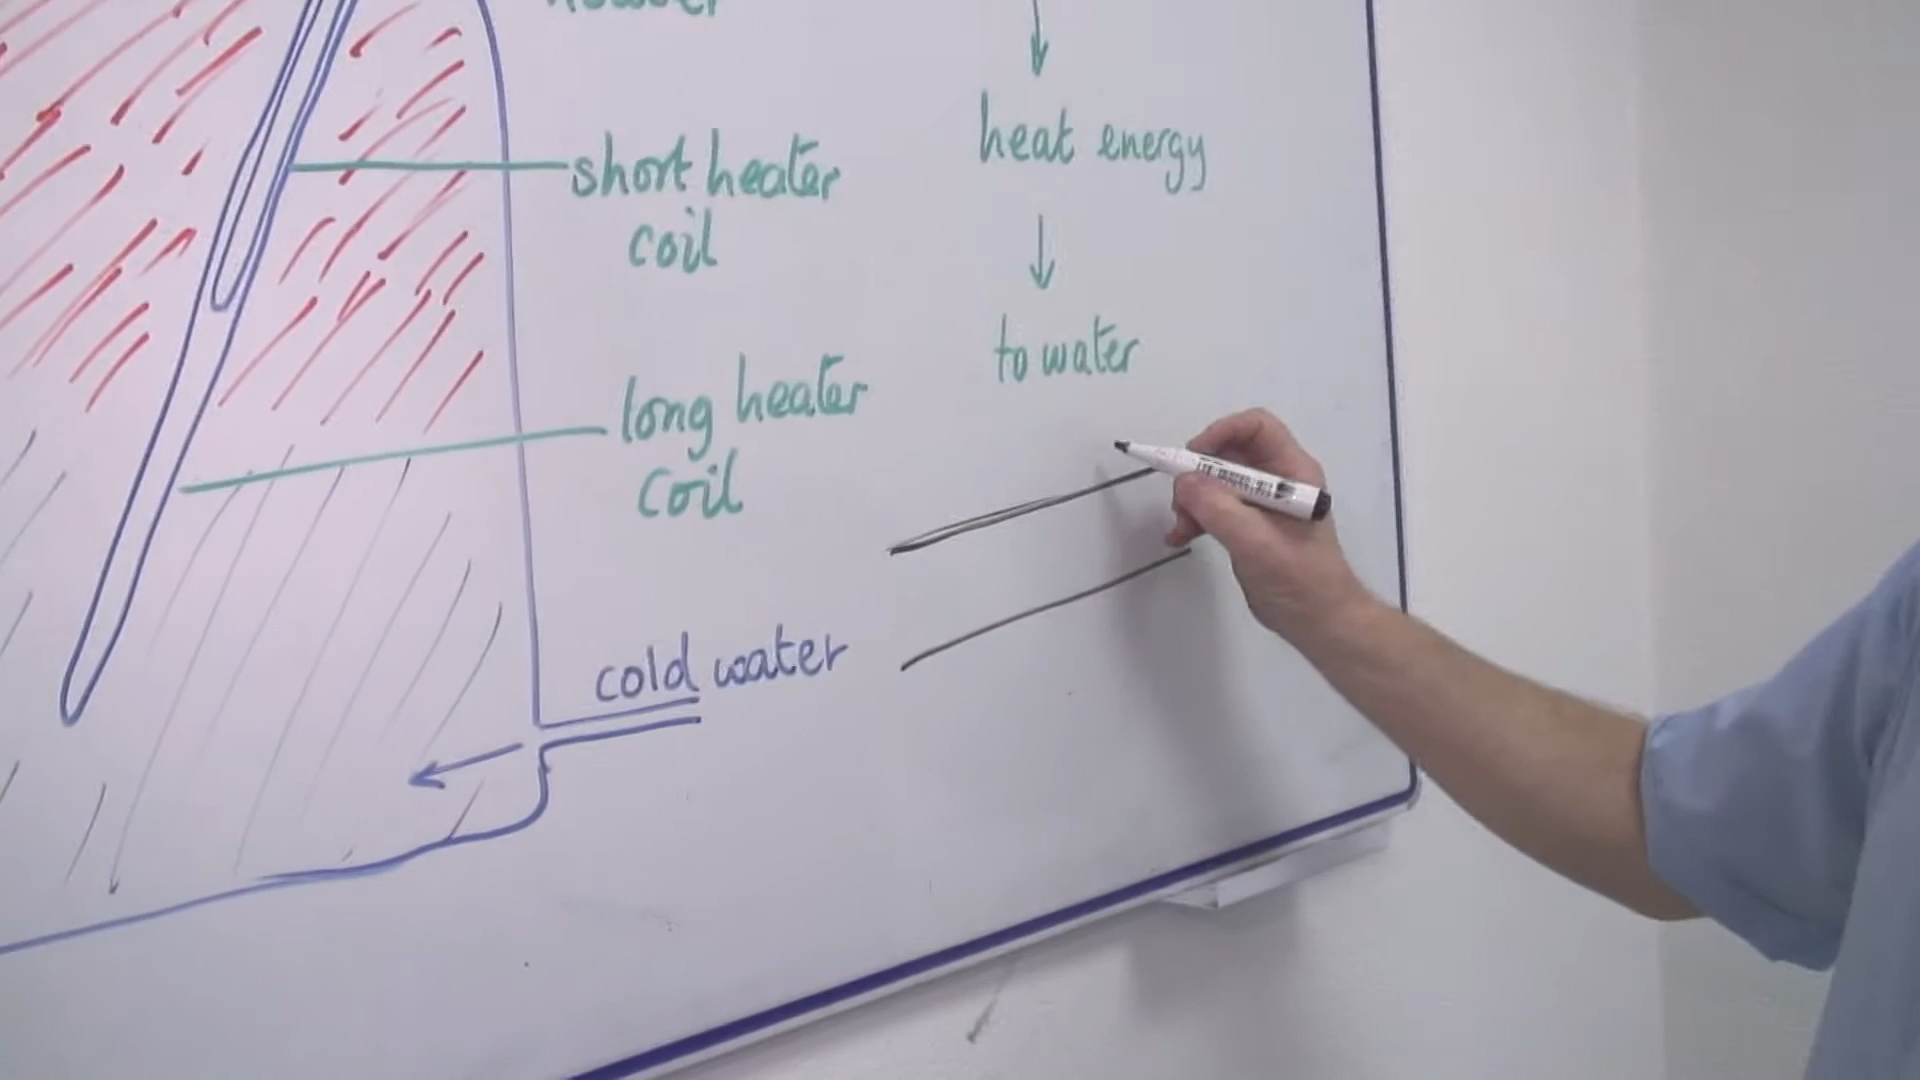 short heater
coil
long heater
coil
cold water
heat energy
to water